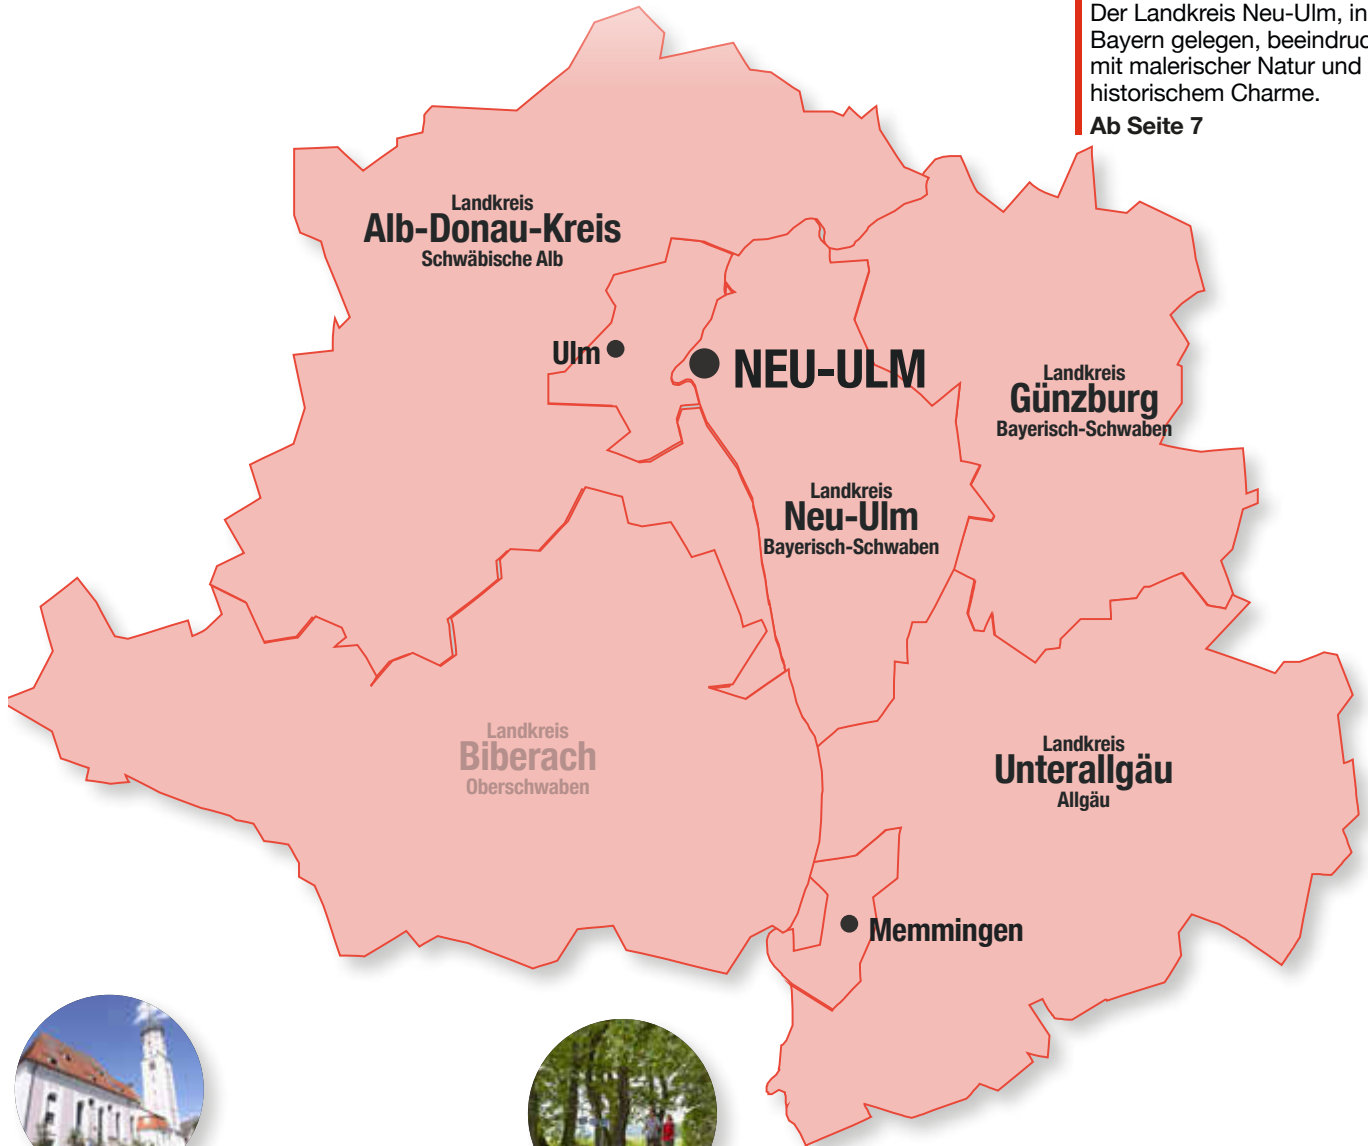 Der Landkreis Neu-Ulm, in
Bayern gelegen, beeindruc
mit malerischer Natur und
historischem Charme.
Ab Seite 7
Landkreis
Alb-Donau-Kreis
Schwäbische Alb
Ulm
NEU-ULM
Landkreis
Günzburg
Bayerisch-Schwaben
Landkreis
Neu-Ulm
Bayerisch-Schwaben
Landkreis
Biberach
Oberschwaben
Landkreis
Unterallgäu
Allgäu
Memmingen